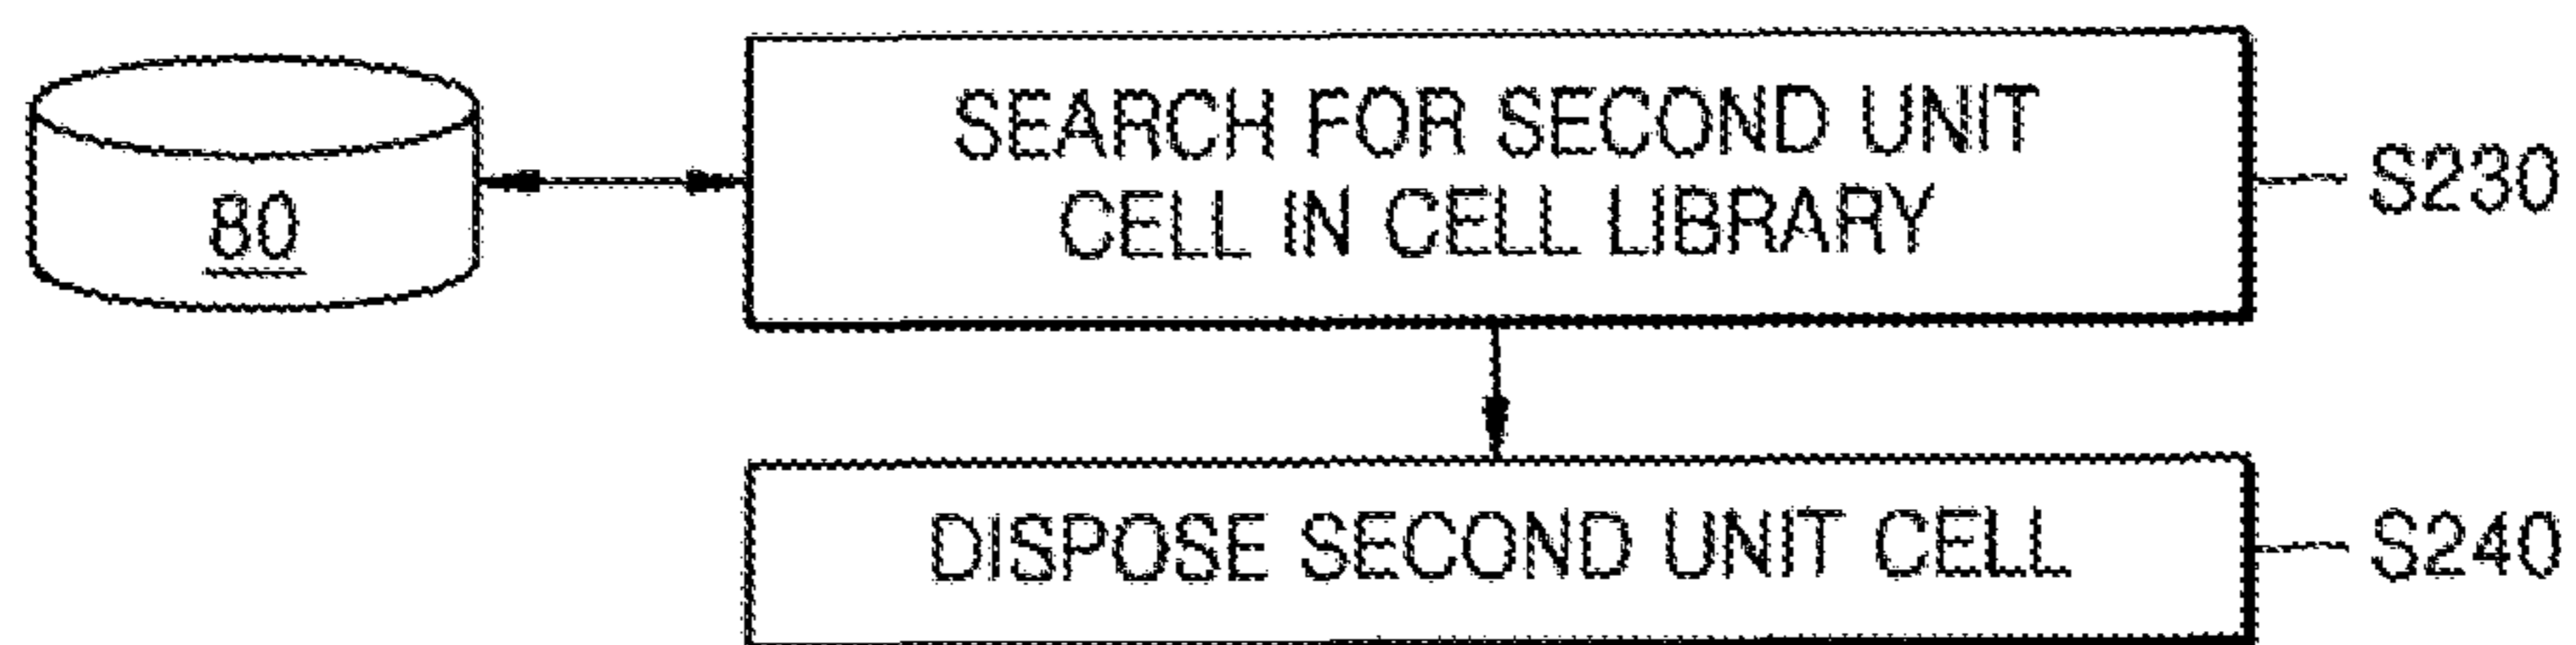 SEARCH FOR SECOND UNIT
CELL IN CELL LIBRARY
S230
80
DISPOSE SECOND UNIT CELL
S240